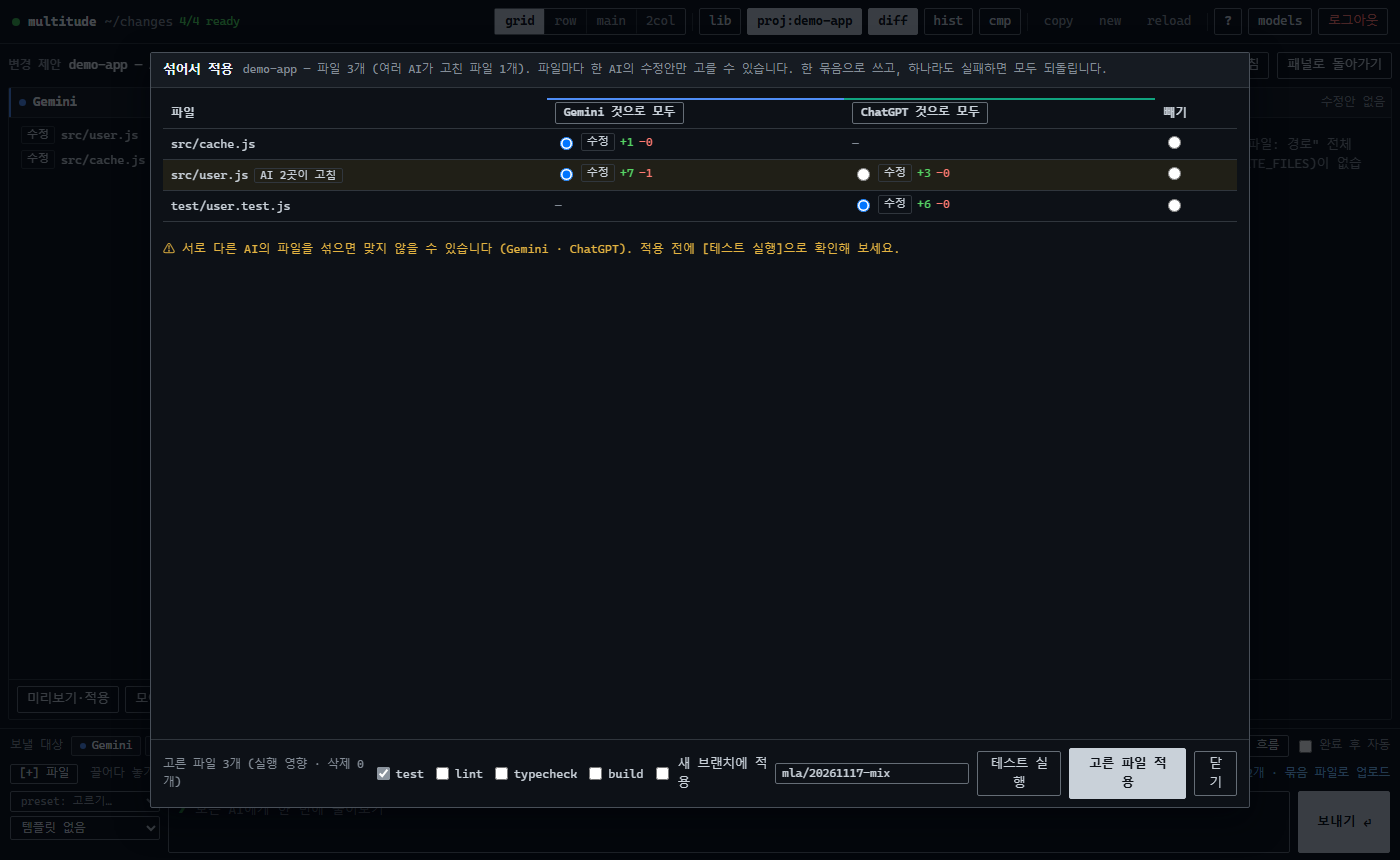 multitude ~/changes 4/4 ready grid row main 2col lib proj:demo-app diff hist cmp copy new reload ? models 로그아웃
변경 제안 demo-app — 패널로 돌아가기
섞어서 적용 demo-app — 파일 3개 (여러 AI가 고친 파일 1개). 파일마다 한 AI의 수정안만 고를 수 있습니다. 한 묶음으로 쓰고, 하나라도 실패하면 모두 되돌립니다.
Gemini 수정안 없음
파일 Gemini 것으로 모두 ChatGPT 것으로 모두 빼기
수정 src/user.js
수정 src/cache.js
파일: 경로" 전체
TE_FILES)이 없습
src/cache.js 수정 +1 −0 —
src/user.js AI 2곳이 고침 수정 +7 −1 수정 +3 −0
test/user.test.js — 수정 +6 −0
⚠ 서로 다른 AI의 파일을 섞으면 맞지 않을 수 있습니다 (Gemini · ChatGPT). 적용 전에 [테스트 실행]으로 확인해 보세요.
미리보기·적용
보낼 대상 Gemini 흐름 완료 후 자동
[+] 파일 끌어다 · 묶음 파일로 업로드
고른 파일 3개 (실행 영향 · 삭제 0
개) test lint typecheck build 새 브랜치에 적
용 mla/20261117-mix 테스트 실
행 고른 파일 적
용 닫
기
preset: 고르기…
템플릿 없음
보내기 ⏎